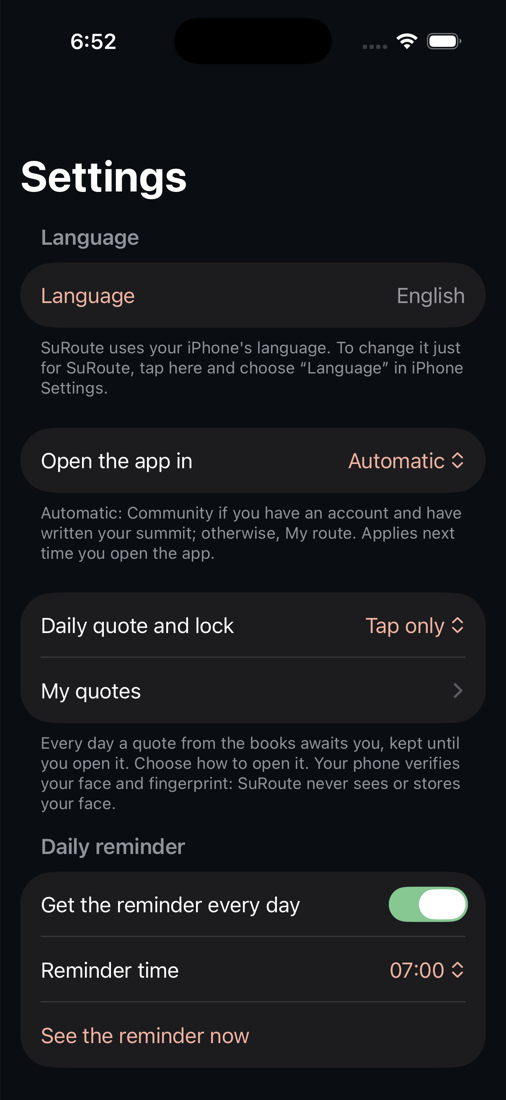 6:52
Settings
Language
Language English
SuRoute uses your iPhone's language. To change it just
for SuRoute, tap here and choose “Language” in iPhone
Settings.
Open the app in Automatic
Automatic: Community if you have an account and have
written your summit; otherwise, My route. Applies next
time you open the app.
Daily quote and lock Tap only
My quotes
Every day a quote from the books awaits you, kept until
you open it. Choose how to open it. Your phone verifies
your face and fingerprint: SuRoute never sees or stores
your face.
Daily reminder
Get the reminder every day
Reminder time 07:00
See the reminder now